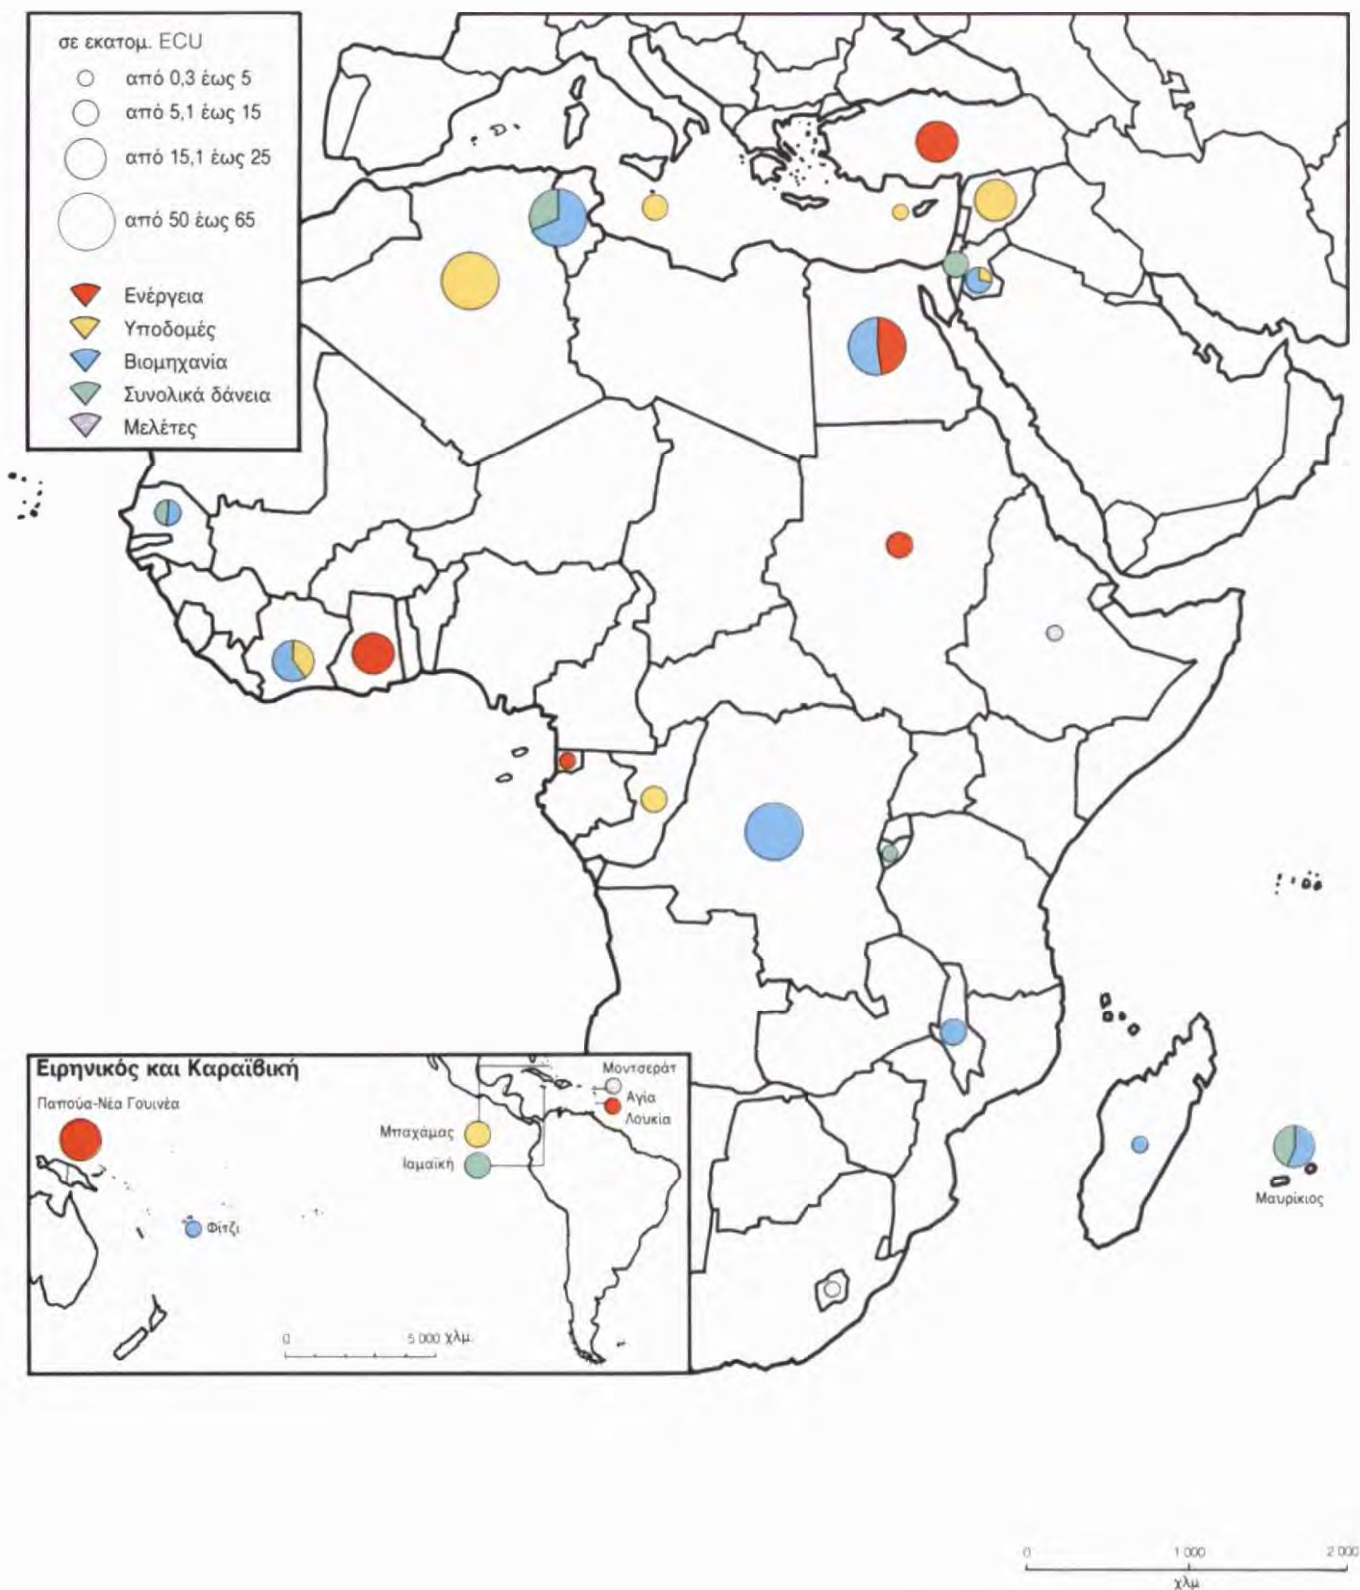 σε εκατομ. ECU
από 0,3 έως 5
από 5,1 έως 15
από 15,1 έως 25
από 50 έως 65
Ενέργεια
Υποδομές
Βιομηχανία
Συνολικά δάνεια
Μελέτες
Ειρηνικός και Καραϊβική
Παπούα-Νέα Γουινέα
Μοντσεράτ
Αγία
Λουκία
Μπαχάμας
Ιαμαϊκή
Φίτζι
0 5 000 χλμ.
Μαυρίκιος
0 1 000 2 000
χλμ